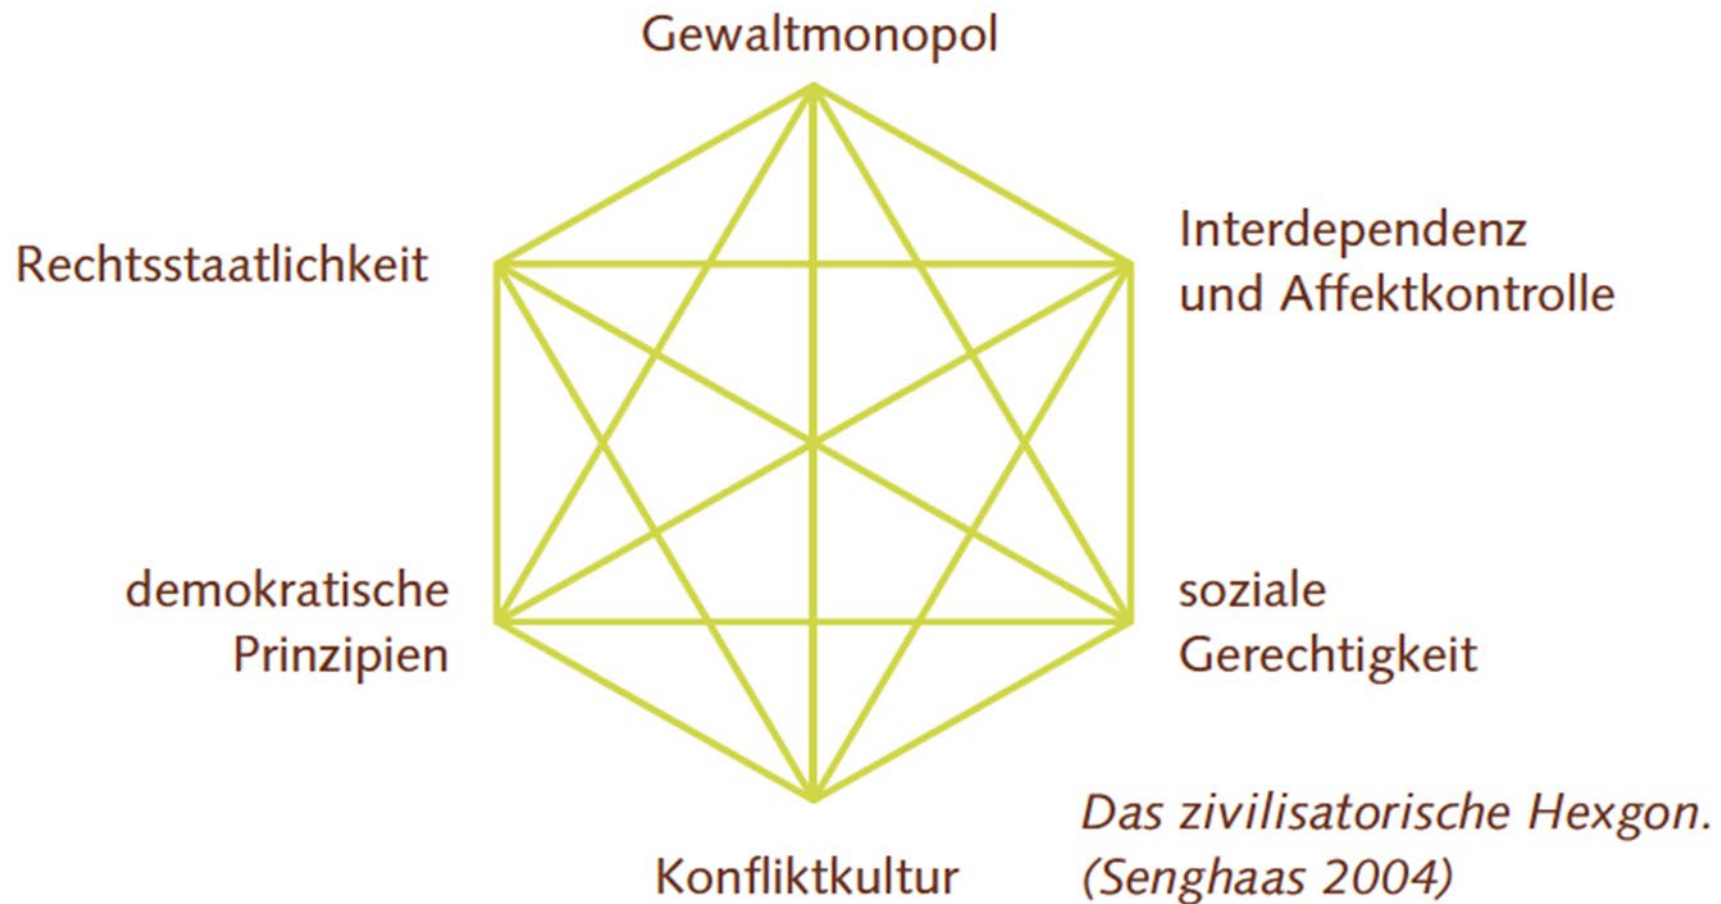 Gewaltmonopol
Rechtsstaatlichkeit
Interdependenz
und Affektkontrolle
demokratische
Prinzipien
soziale
Gerechtigkeit
Konfliktkultur
Das zivilisatorische Hexgon.
(Senghaas 2004)